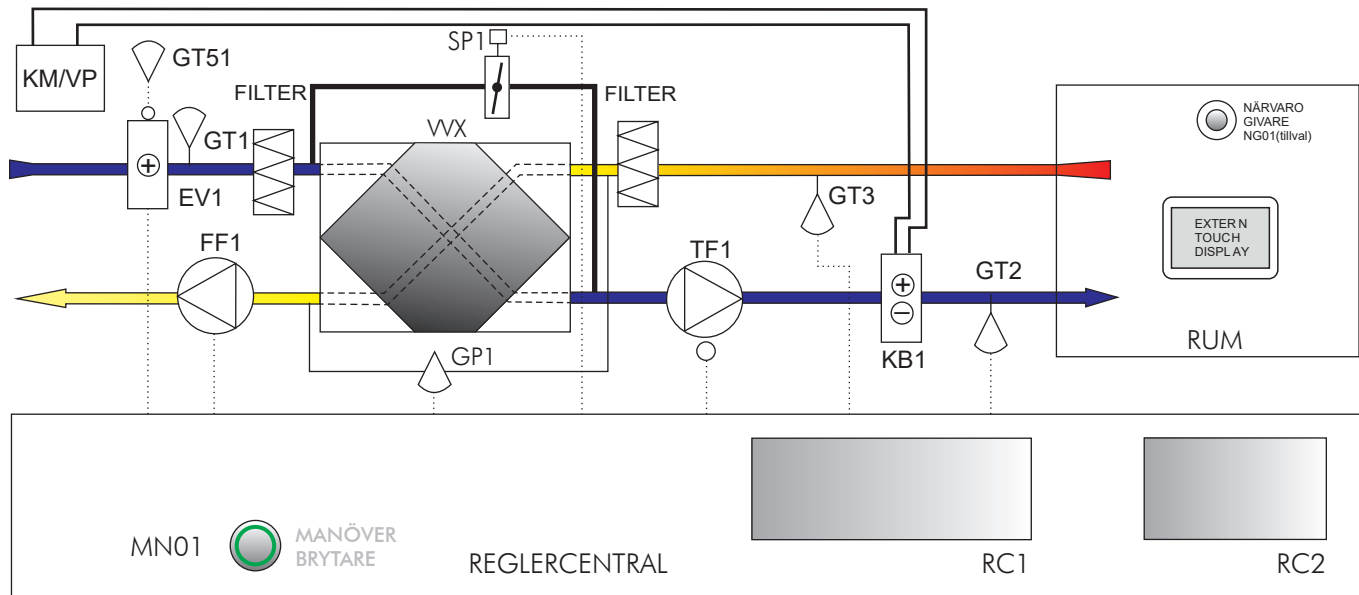 SP1
KM/VP
GT51
FILTER
FILTER
NÄRVARO
GIVARE
NG01(tillval)
VVX
GT1
EV1
GT3
EXTERN
TOUCH
DISPLAY
FF1
TF1
GT2
GP1
KB1
RUM
MN01
MANÖVER
BRYTARE
REGLERCENTRAL
RC1
RC2